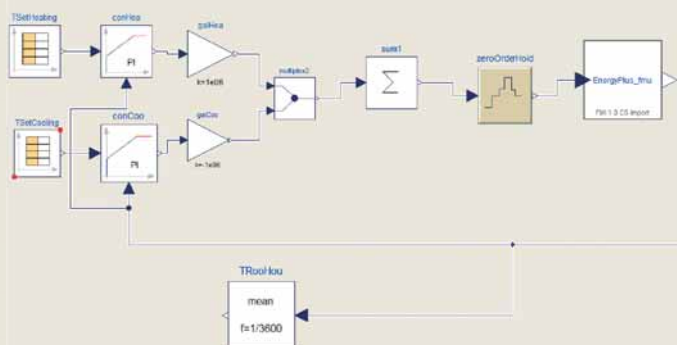 TSetHeating
conHea
PI
gaiHea
k=1e06
multiplex2
sum1
Σ
zeroOrderHold
EnergyPlus_fmu
FMI 1.0 CS Import
TSetCooling
conCoo
PI
gaiCoo
k=-1e06
TRooHou
mean
f=1/3600